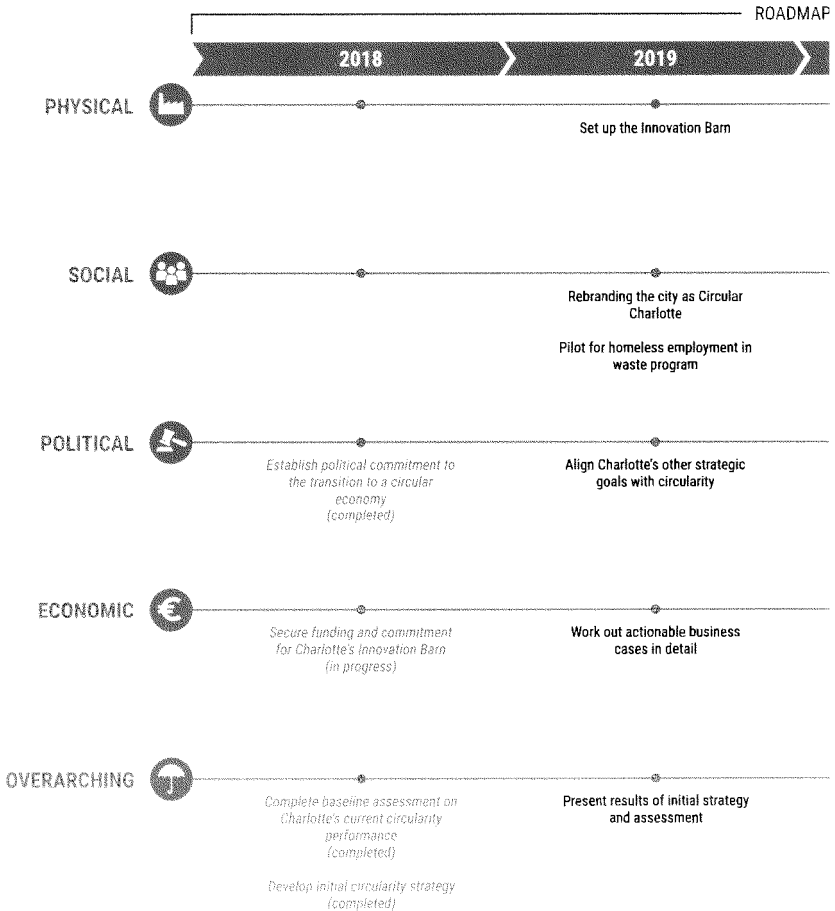 ROADMAP
2018
2019
PHYSICAL
Set up the Innovation Barn
SOCIAL
Rebranding the city as Circular
Charlotte
Pilot for homeless employment in
waste program
POLITICAL
Establish political commitment to
the transition to a circular
economy
(completed)
Align Charlotte's other strategic
goals with circularity
ECONOMIC
€
Secure funding and commitment
for Charlotte's Innovation Barn
(in progress)
Work out actionable business
cases in detail
OVERARCHING
Complete baseline assessment on
Charlotte's current circularity
performance
(completed)
Develop initial circularity strategy
(completed)
Present results of initial strategy
and assessment